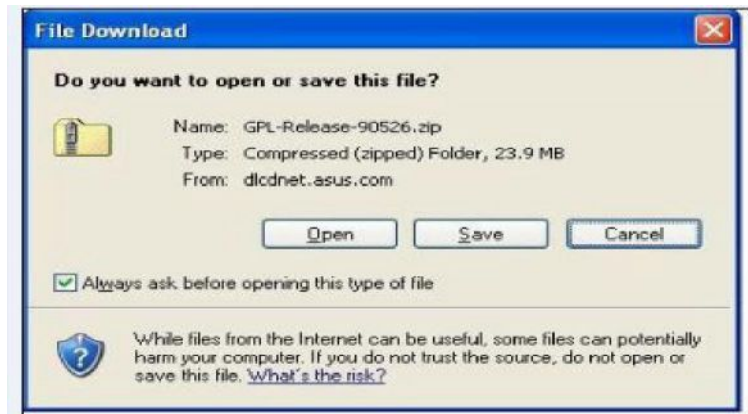 File Download
Do you want to open or save this file?
Name: GPL-Release-90526.zip
Type: Compressed (zipped) Folder, 23.9 MB
From: dlcdnet.asus.com
Open Save Cancel
Always ask before opening this type of file
While files from the Internet can be useful, some files can potentially
harm your computer. If you do not trust the source, do not open or
save this file. What's the risk?